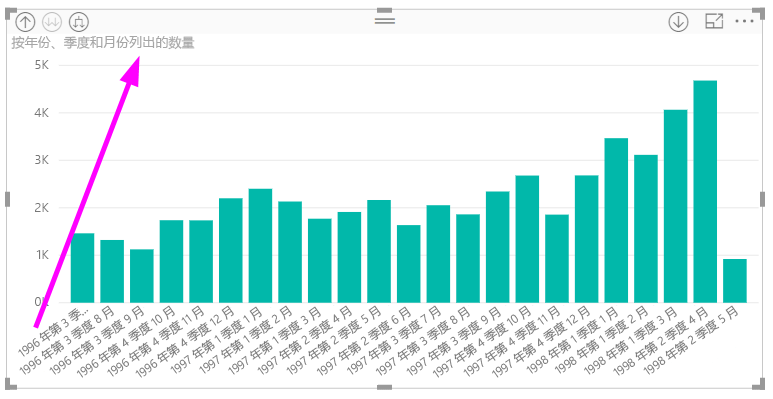 按年份、季度和月份列出的数量
5K
4K
3K
2K
1K
0K
1996 年第 3 季...
1996 年第 3 季度 8 月
1996 年第 3 季度 9 月
1996 年第 4 季度 10 月
1996 年第 4 季度 11 月
1996 年第 4 季度 12 月
1997 年第 1 季度 1 月
1997 年第 1 季度 2 月
1997 年第 1 季度 3 月
1997 年第 2 季度 4 月
1997 年第 2 季度 5 月
1997 年第 2 季度 6 月
1997 年第 3 季度 7 月
1997 年第 3 季度 8 月
1997 年第 3 季度 9 月
1997 年第 4 季度 10 月
1997 年第 4 季度 11 月
1997 年第 4 季度 12 月
1998 年第 1 季度 1 月
1998 年第 1 季度 2 月
1998 年第 1 季度 3 月
1998 年第 2 季度 4 月
1998 年第 2 季度 5 月